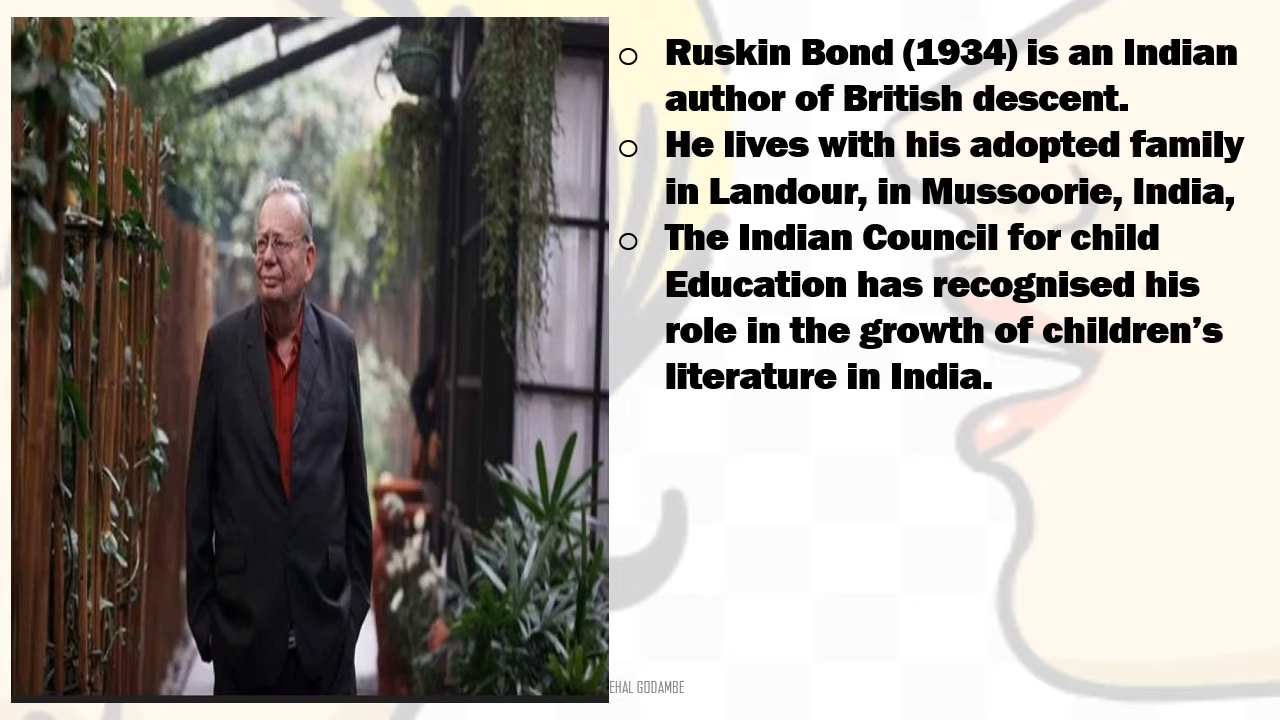 o Ruskin Bond (1934) is an Indian
author of British descent.
o He lives with his adopted family
in Landour, in Mussoorie, India,
o The Indian Council for child
Education has recognised his
role in the growth of children’s
literature in India.
EHAL GODAMBE